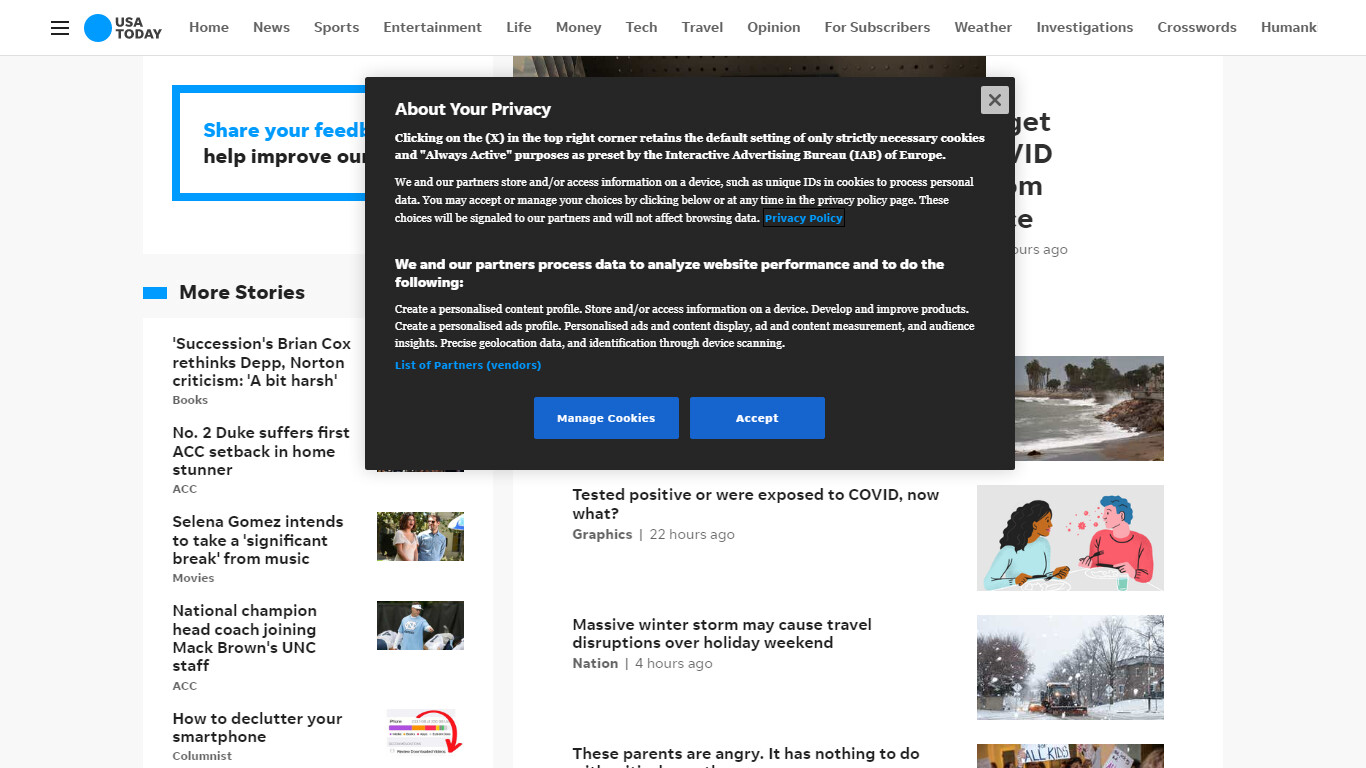 USA
TODAY
Home News Sports Entertainment Life Money Tech Travel Opinion For Subscribers Weather Investigations Crosswords Humank
Share your feedb
help improve our
About Your Privacy
Clicking on the (X) in the top right corner retains the default setting of only strictly necessary cookies
and "Always Active" purposes as preset by the Interactive Advertising Bureau (IAB) of Europe.
We and our partners store and/or access information on a device, such as unique IDs in cookies to process personal
data. You may accept or manage your choices by clicking below or at any time in the privacy policy page. These
choices will be signaled to our partners and will not affect browsing data. Privacy Policy
We and our partners process data to analyze website performance and to do the
following:
Create a personalised content profile. Store and/or access information on a device. Develop and improve products.
Create a personalised ads profile. Personalised ads and content display, ad and content measurement, and audience
insights. Precise geolocation data, and identification through device scanning.
List of Partners (vendors)
Manage Cookies
Accept
get
VID
om
ce
ours ago
More Stories
'Succession's Brian Cox
rethinks Depp, Norton
criticism: 'A bit harsh'
Books
No. 2 Duke suffers first
ACC setback in home
stunner
ACC
Selena Gomez intends
to take a 'significant
break' from music
Movies
National champion
head coach joining
Mack Brown's UNC
staff
ACC
How to declutter your
smartphone
Columnist
Tested positive or were exposed to COVID, now
what?
Graphics | 22 hours ago
Massive winter storm may cause travel
disruptions over holiday weekend
Nation | 4 hours ago
These parents are angry. It has nothing to do
ALL KIDS!